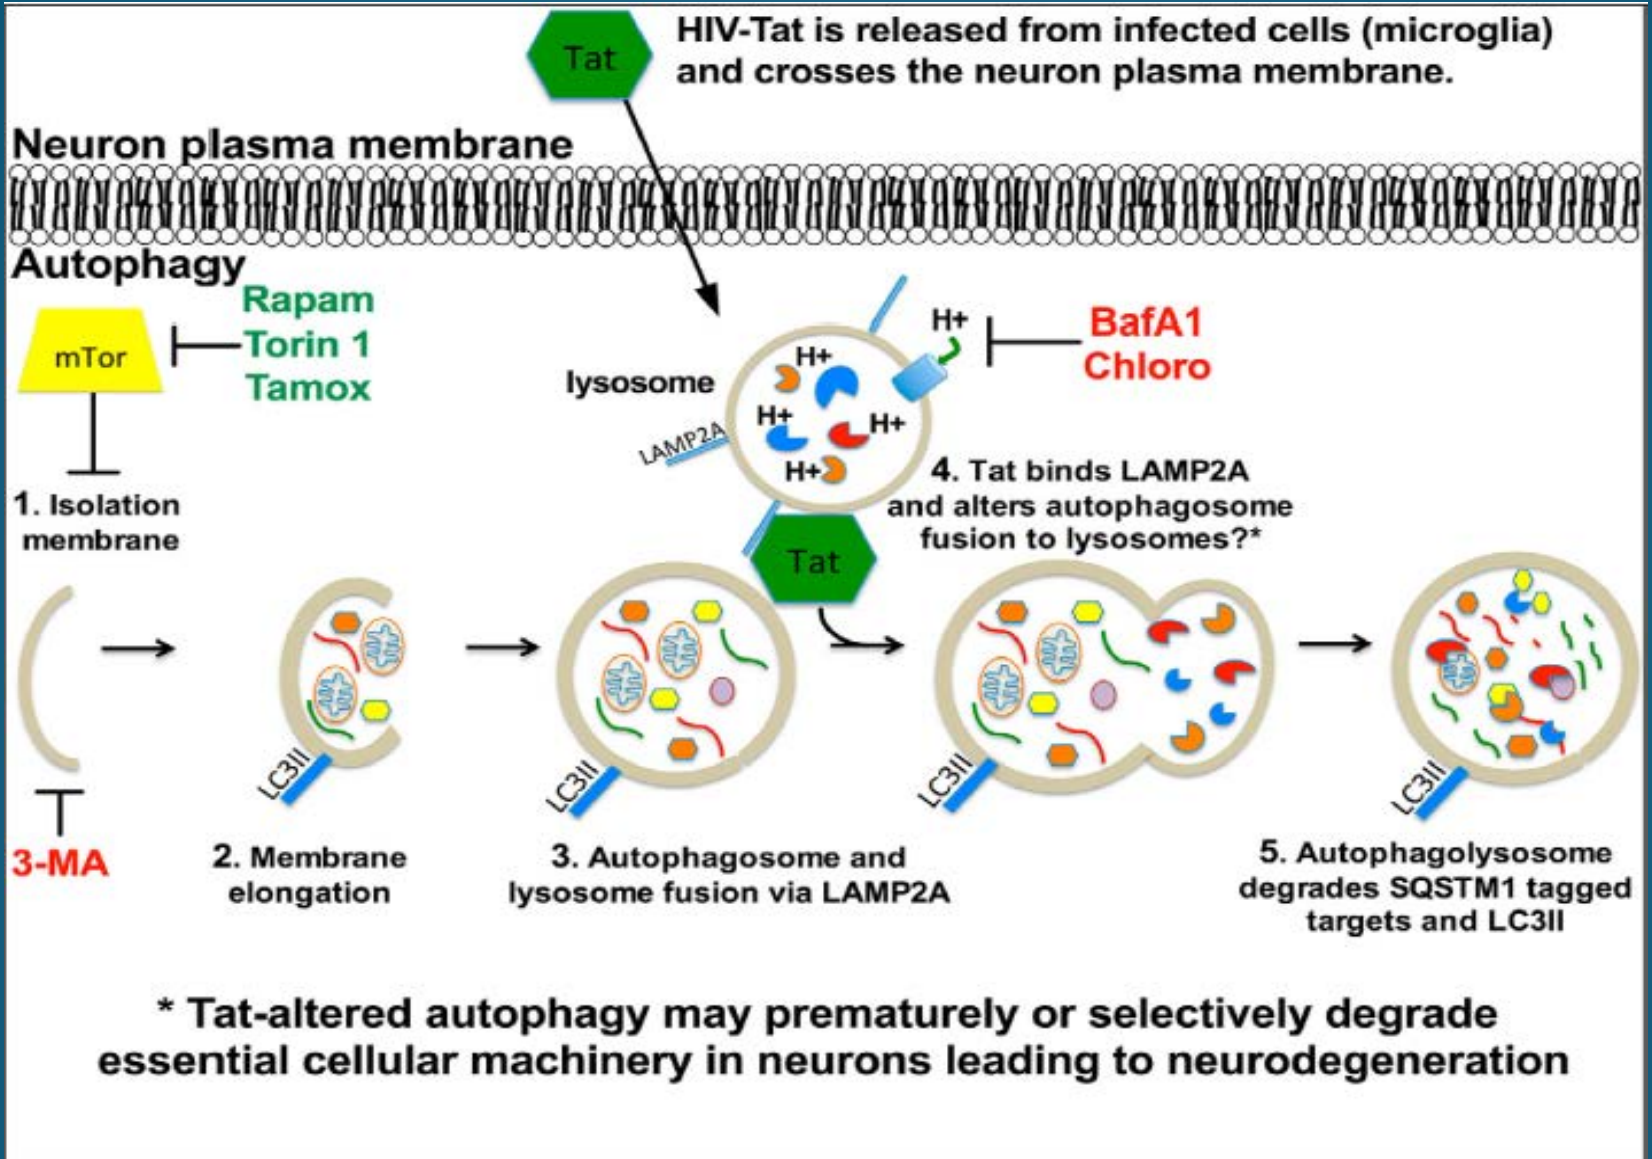 Tat
HIV-Tat is released from infected cells (microglia)
and crosses the neuron plasma membrane.
Neuron plasma membrane
Autophagy
mTor
Rapam
Torin 1
Tamox
lysosome
LAMP2A
H+
H+
H+
H+
H+
BafA1
Chloro
1. Isolation
membrane
4. Tat binds LAMP2A
and alters autophagosome
fusion to lysosomes?*
Tat
LC3II
LC3II
LC3II
LC3II
3-MA
2. Membrane
elongation
3. Autophagosome and
lysosome fusion via LAMP2A
5. Autophagolysosome
degrades SQSTM1 tagged
targets and LC3II
* Tat-altered autophagy may prematurely or selectively degrade
essential cellular machinery in neurons leading to neurodegeneration